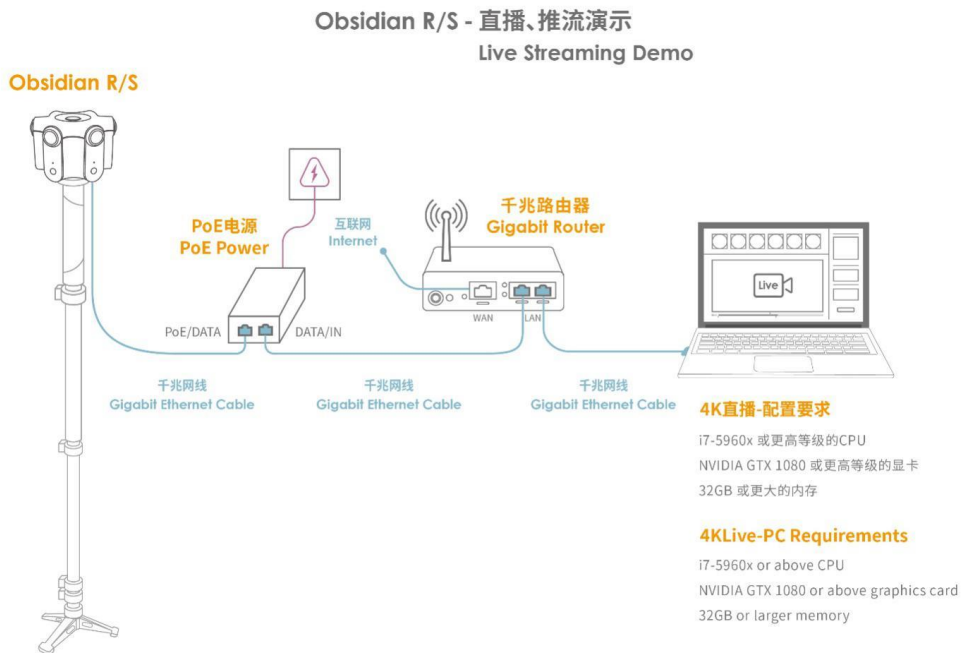 Obsidian R/S - 直播、推流演示
Live Streaming Demo
Obsidian R/S
PoE电源
PoE Power
互联网
Internet
千兆路由器
Gigabit Router
Live
WAN
LAN
PoE/DATA
DATA/IN
千兆网线
Gigabit Ethernet Cable
千兆网线
Gigabit Ethernet Cable
千兆网线
Gigabit Ethernet Cable
4K直播-配置要求
i7-5960x 或更高等级的CPU
NVIDIA GTX 1080 或更高等级的显卡
32GB 或更大的内存
4KLive-PC Requirements
i7-5960x or above CPU
NVIDIA GTX 1080 or above graphics card
32GB or larger memory